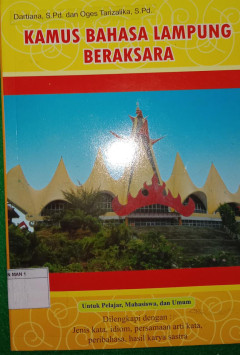 Dartiana, S.Pd. dan Oges Tanzalika, S.Pd.
KAMUS BAHASA LAMPUNG
BERAKSARA
Untuk Pelajar, Mahasiswa, dan Umum
Dilengkapi dengan :
Jenis kata, idiom, persamaan arti kata,
peribahasa, hasil karya sastra